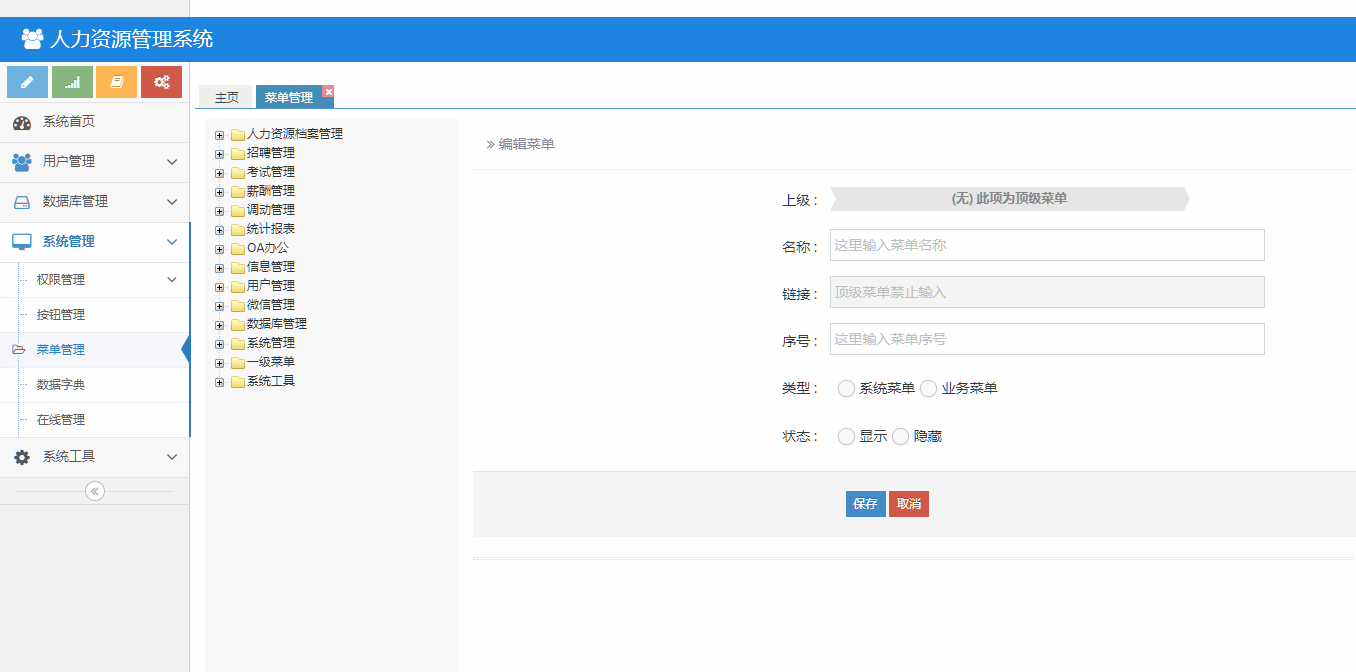 人力资源管理系统
主页
菜单管理
系统首页
用户管理
数据库管理
系统管理
权限管理
按钮管理
菜单管理
数据字典
在线管理
系统工具
人力资源档案管理
招聘管理
考试管理
薪酬管理
调动管理
统计报表
OA办公
信息管理
用户管理
微信管理
数据库管理
系统管理
一级菜单
系统工具
编辑菜单
上级 : (无) 此项为顶级菜单
名称 : 这里输入菜单名称
链接 : 顶级菜单禁止输入
序号 : 这里输入菜单序号
类型 : 系统菜单 业务菜单
状态 : 显示 隐藏
保存 取消